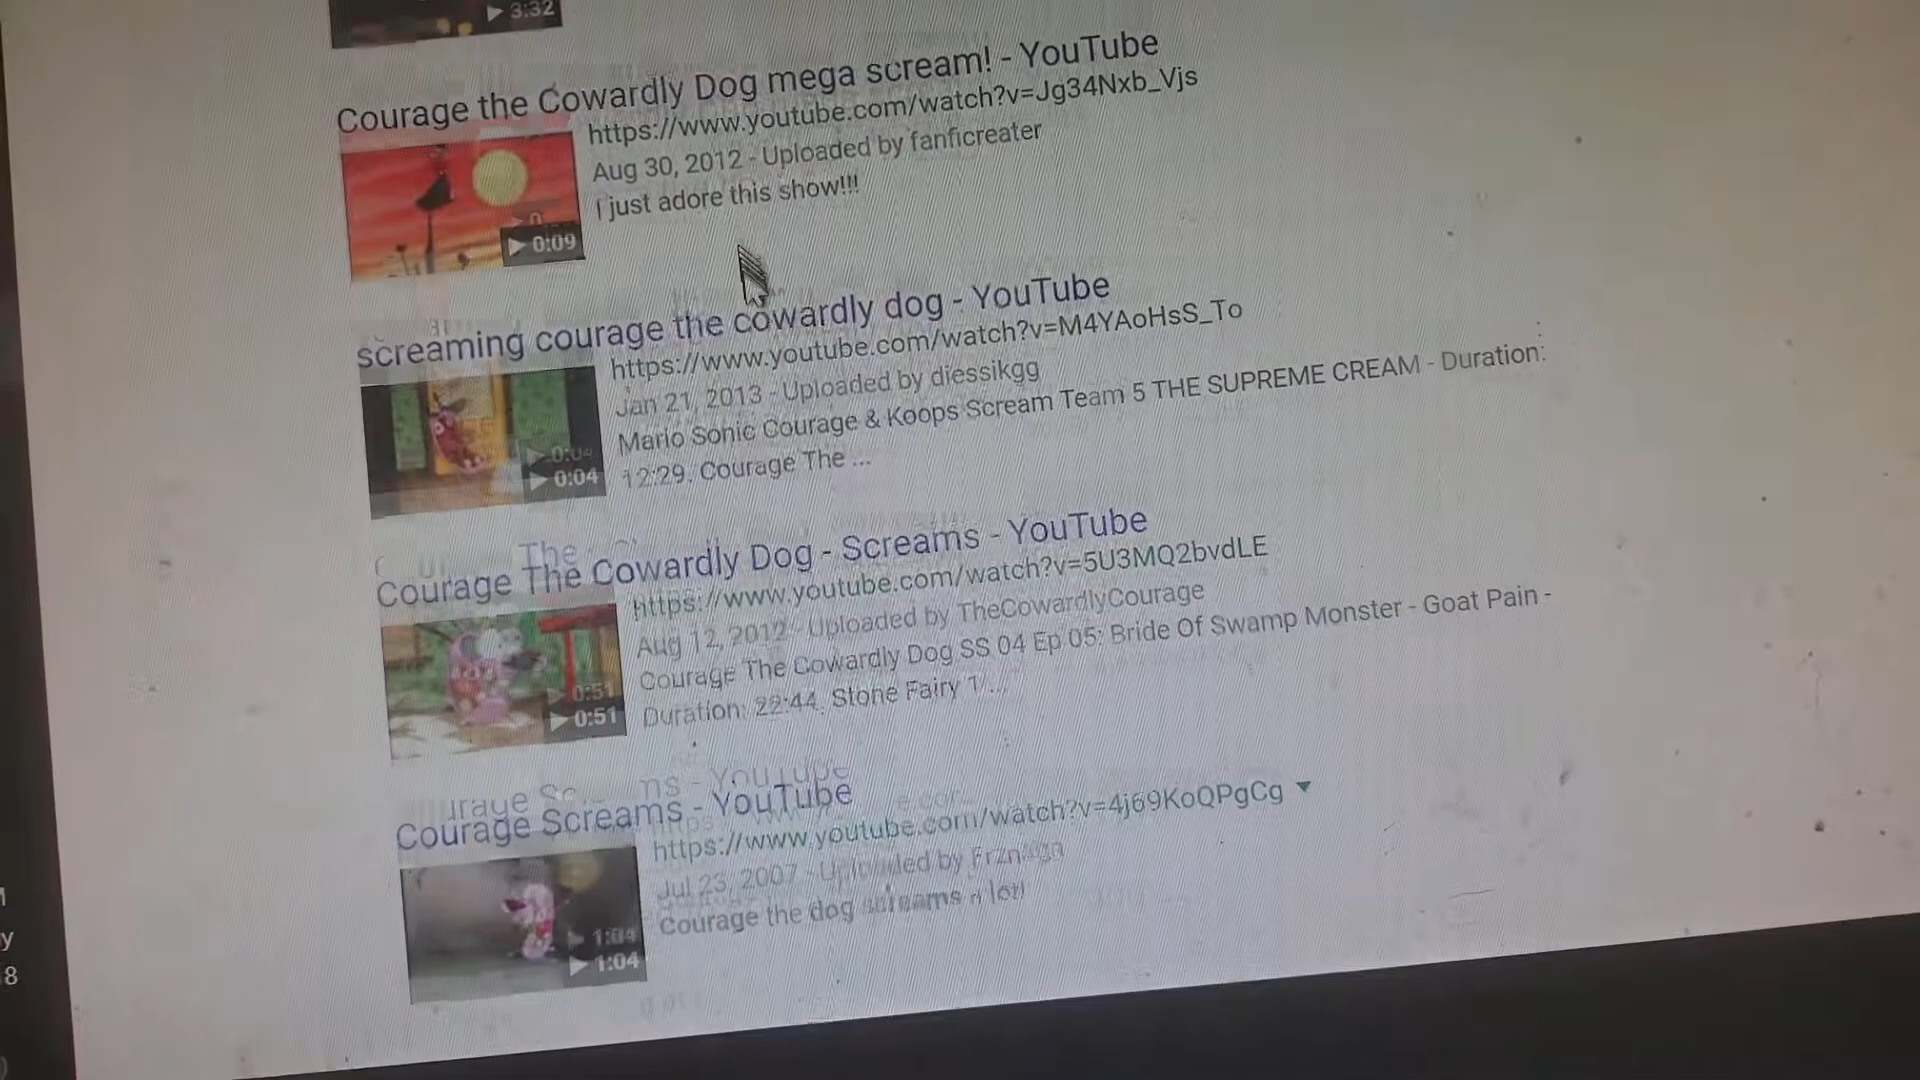 3:32
Courage the Cowardly Dog mega scream! - YouTube
https://www.youtube.com/watch?v=Jg34Nxb_Vjs
Aug 30, 2012 - Uploaded by fanficreater
i just adore this show!!!
0:09
screaming courage the cowardly dog - YouTube
https://www.youtube.com/watch?v=M4YAoHsS_To
Jan 21, 2013 - Uploaded by diessikgg
Mario Sonic Courage & Koops Scream Team 5 THE SUPREME CREAM - Duration:
12:29. Courage The ...
0:04
Courage The Cowardly Dog - Screams - YouTube
https://www.youtube.com/watch?v=5U3MQ2bvdLE
Aug 12, 2012 - Uploaded by TheCowardlyCourage
Courage The Cowardly Dog SS 04 Ep 05: Bride Of Swamp Monster - Goat Pain -
Duration: 22:44. Stone Fairy 1 ...
0:51
Courage Screams - YouTube
https://www.youtube.com/watch?v=4j69KoQPgCg
Jul 23, 2007 - Uploaded by
Courage the dog screams a lot!
1:04
y
8